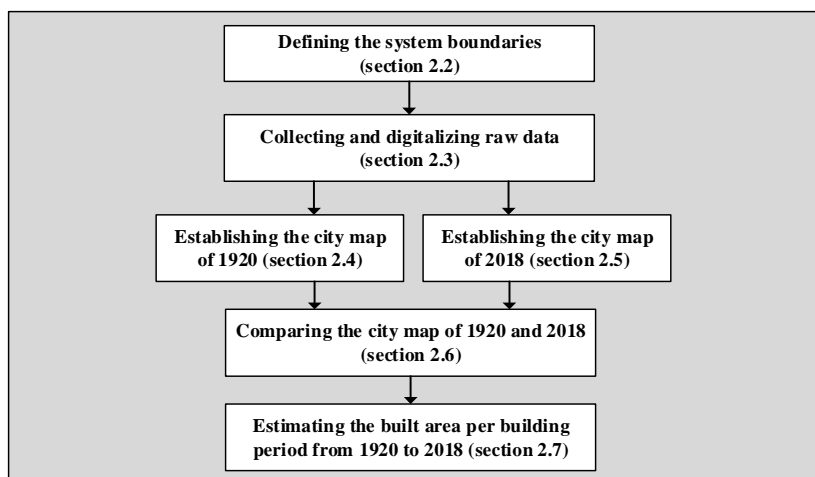 Defining the system boundaries
(section 2.2)
Collecting and digitalizing raw data
(section 2.3)
Establishing the city map
of 1920 (section 2.4)
Establishing the city map
of 2018 (section 2.5)
Comparing the city map of 1920 and 2018
(section 2.6)
Estimating the built area per building
period from 1920 to 2018 (section 2.7)